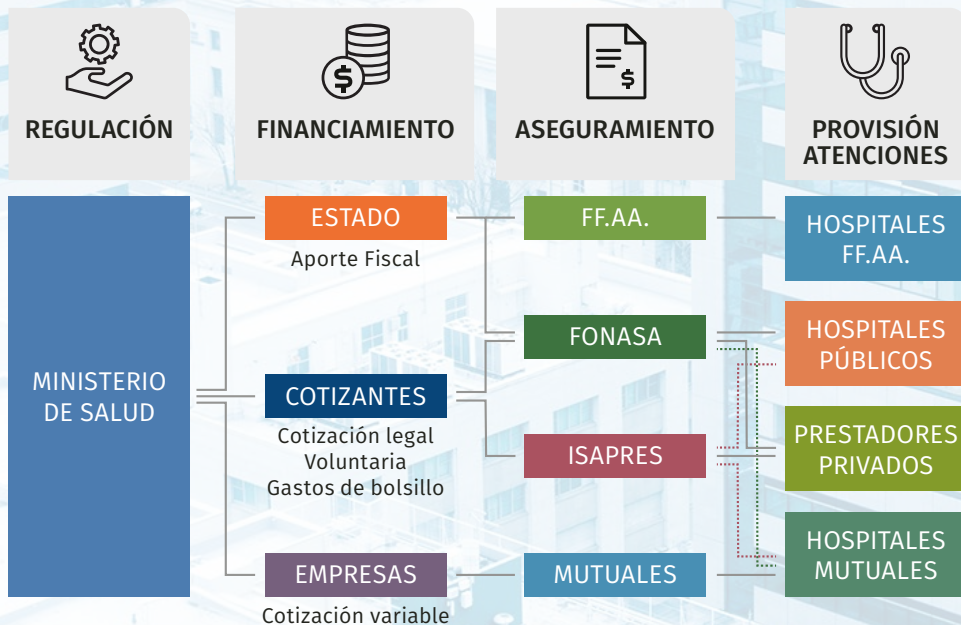 REGULACIÓN
FINANCIAMIENTO
ASEGURAMIENTO
PROVISIÓN
ATENCIONES
MINISTERIO
DE SALUD
ESTADO
Aporte Fiscal
COTIZANTES
Cotización legal
Voluntaria
Gastos de bolsillo
EMPRESAS
Cotización variable
FF.AA.
FONASA
ISAPRES
MUTUALES
HOSPITALES
FF.AA.
HOSPITALES
PÚBLICOS
PRESTADORES
PRIVADOS
HOSPITALES
MUTUALES